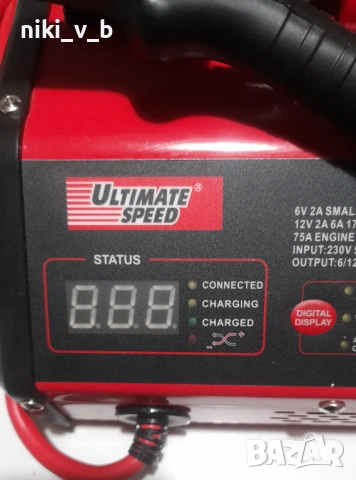 niki_v_b
ULTIMATE SPEED®
6V 2A SMAL
12V 2A 6A 17
75A ENGINE
INPUT:230V
OUTPUT:6/12
STATUS
888
CONNECTED
CHARGING
CHARGED
- +
DIGITAL
DISPLAY
BAZAR